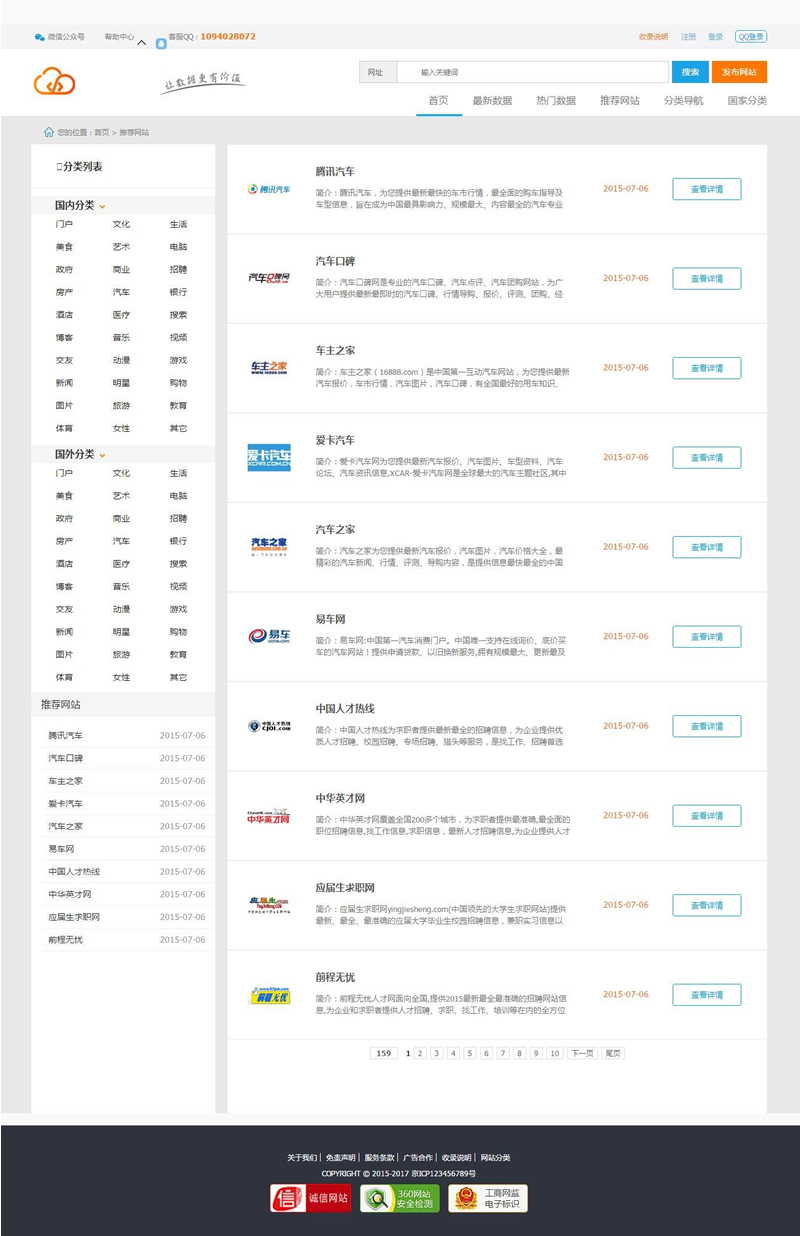 微信公众号 帮助中心 客服QQ：1094028072 收录说明 注册 登录 QQ登录
让数据更有价值
网址 输入关键词 搜索 发布网站
首页 最新数据 热门数据 推荐网站 分类导航 国家分类
您的位置：首页 > 推荐网站
分类列表
国内分类
门户 文化 生活
美食 艺术 电脑
政府 商业 招聘
房产 汽车 银行
酒店 医疗 搜索
博客 音乐 视频
交友 动漫 游戏
新闻 明星 购物
图片 旅游 教育
体育 女性 其它
国外分类
门户 文化 生活
美食 艺术 电脑
政府 商业 招聘
房产 汽车 银行
酒店 医疗 搜索
博客 音乐 视频
交友 动漫 游戏
新闻 明星 购物
图片 旅游 教育
体育 女性 其它
推荐网站
腾讯汽车 2015-07-06
汽车口碑 2015-07-06
车主之家 2015-07-06
爱卡汽车 2015-07-06
汽车之家 2015-07-06
易车网 2015-07-06
中国人才热线 2015-07-06
中华英才网 2015-07-06
应届生求职网 2015-07-06
前程无忧 2015-07-06
腾讯汽车
腾讯汽车
简介：腾讯汽车，为您提供最新最快的车市行情，最全面的购车指导及
车型信息，旨在成为中国最具影响力、规模最大、内容最全的汽车专业
2015-07-06
查看详情
汽车口碑网
汽车口碑
简介：汽车口碑网是专业的汽车口碑、汽车点评、汽车团购网站，为广
大用户提供最新最即时的汽车口碑、行情导购、报价、评测、团购、经
2015-07-06
查看详情
车主之家
www.16888.com
车主之家
简介：车主之家（16888.com）是中国第一互动汽车网站，为您提供最新
汽车报价，车市行情，汽车图片，汽车口碑，有全国最好的用车知识。
2015-07-06
查看详情
爱卡汽车
XCAR.COM.CN
爱卡汽车
简介：爱卡汽车网为您提供最新汽车报价、汽车图片、车型资料、汽车
论坛、汽车资讯信息,XCAR-爱卡汽车网是全球最大的汽车主题社区,其中
2015-07-06
查看详情
汽车之家
汽车之家
简介：汽车之家为您提供最新汽车报价，汽车图片，汽车价格大全，最
精彩的汽车新闻、行情、评测、导购内容，是提供信息最快最全的中国
2015-07-06
查看详情
易车
易车网
简介：易车网:中国第一汽车消费门户。中国唯一支持在线询价、底价买
车的汽车网站！提供申请贷款、以旧换新服务,拥有规模最大、更新最及
2015-07-06
查看详情
中国人才热线
cjol.com
中国人才热线
简介：中国人才热线为求职者提供最新最全的招聘信息，为企业提供优
质人才招聘、校园招聘、专场招聘、猎头等服务，是找工作、招聘首选
2015-07-06
查看详情
中华英才网
中华英才网
简介：中华英才网覆盖全国200多个城市，为求职者提供最准确,最全面的
职位招聘信息,找工作信息,求职信息，最新人才招聘信息,为企业提供人才
2015-07-06
查看详情
应届生
应届生求职网
简介：应届生求职网yingjiesheng.com(中国领先的大学生求职网站)提供
最新、最全、最准确的应届大学毕业生校园招聘信息，兼职实习信息以
2015-07-06
查看详情
前程无忧
前程无忧
简介：前程无忧人才网面向全国,提供2015最新最全最准确的招聘网站信
息,为企业和求职者提供人才招聘、求职、找工作、培训等在内的全方位
2015-07-06
查看详情
159 1 2 3 4 5 6 7 8 9 10 下一页 尾页
关于我们| 免责声明| 服务条款| 广告合作| 收录说明| 网站分类
COPYRIGHT © 2015-2017 京ICP123456789号
信 诚信网站 360网站 安全检测 工商网监 电子标识